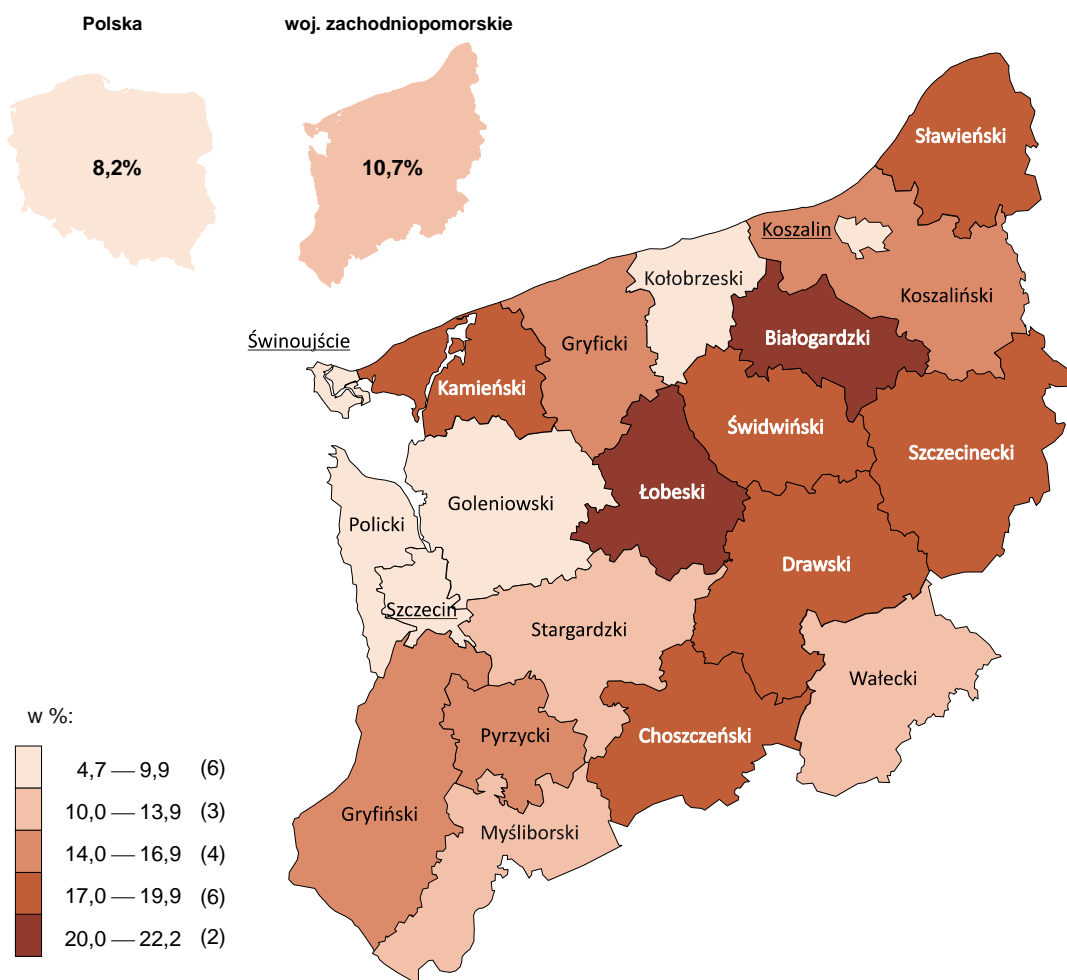 Polska
woj. zachodniopomorskie
8,2%
10,7%
Sławieński
Koszalin
Kołobrzeski
Koszaliński
Świnoujście
Gryficki
Białogardzki
Kamieński
Świdwiński
Szczecinecki
Łobeski
Goleniowski
Policki
Drawski
Szczecin
Stargardzki
Wałecki
Pyrzycki
Choszczeński
Gryfiński
Myśliborski
w %:
4,7 — 9,9 (6)
10,0 — 13,9 (3)
14,0 — 16,9 (4)
17,0 — 19,9 (6)
20,0 — 22,2 (2)